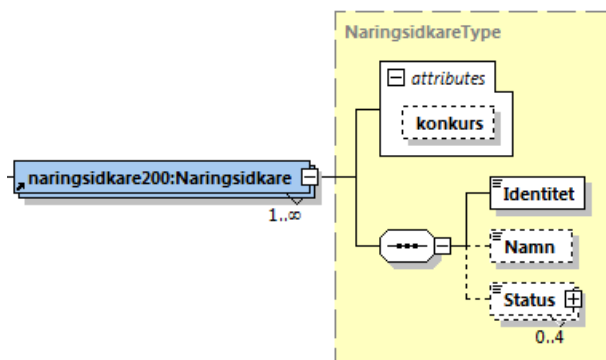 NaringsidkareType
attributes
konkurs
naringsidkare200:Naringsidkare
1..∞
Identitet
Namn
Status
0..4